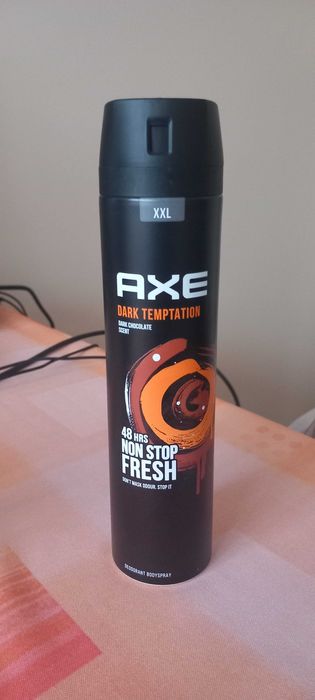 XXL
AXE
DARK TEMPTATION
DARK CHOCOLATE
SCENT
48 HRS
NON STOP
FRESH
DON'T MASK ODOUR, STOP IT
DEODORANT BODYSPRAY